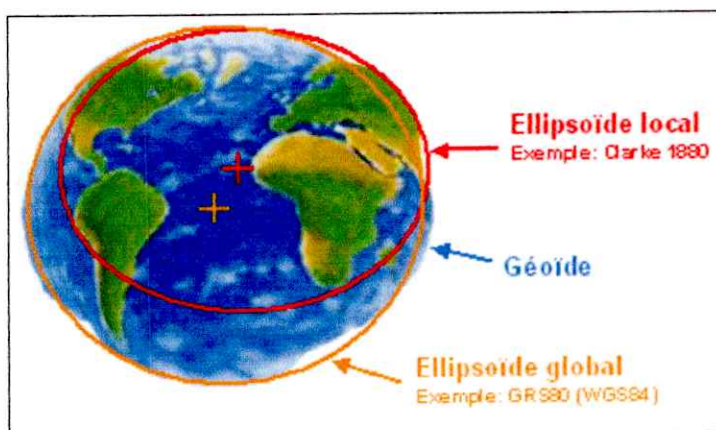 Ellipsoïde local
Exemple: Clarke 1880
Géoïde
Ellipsoïde global
Exemple: GRS80 (WGS84)